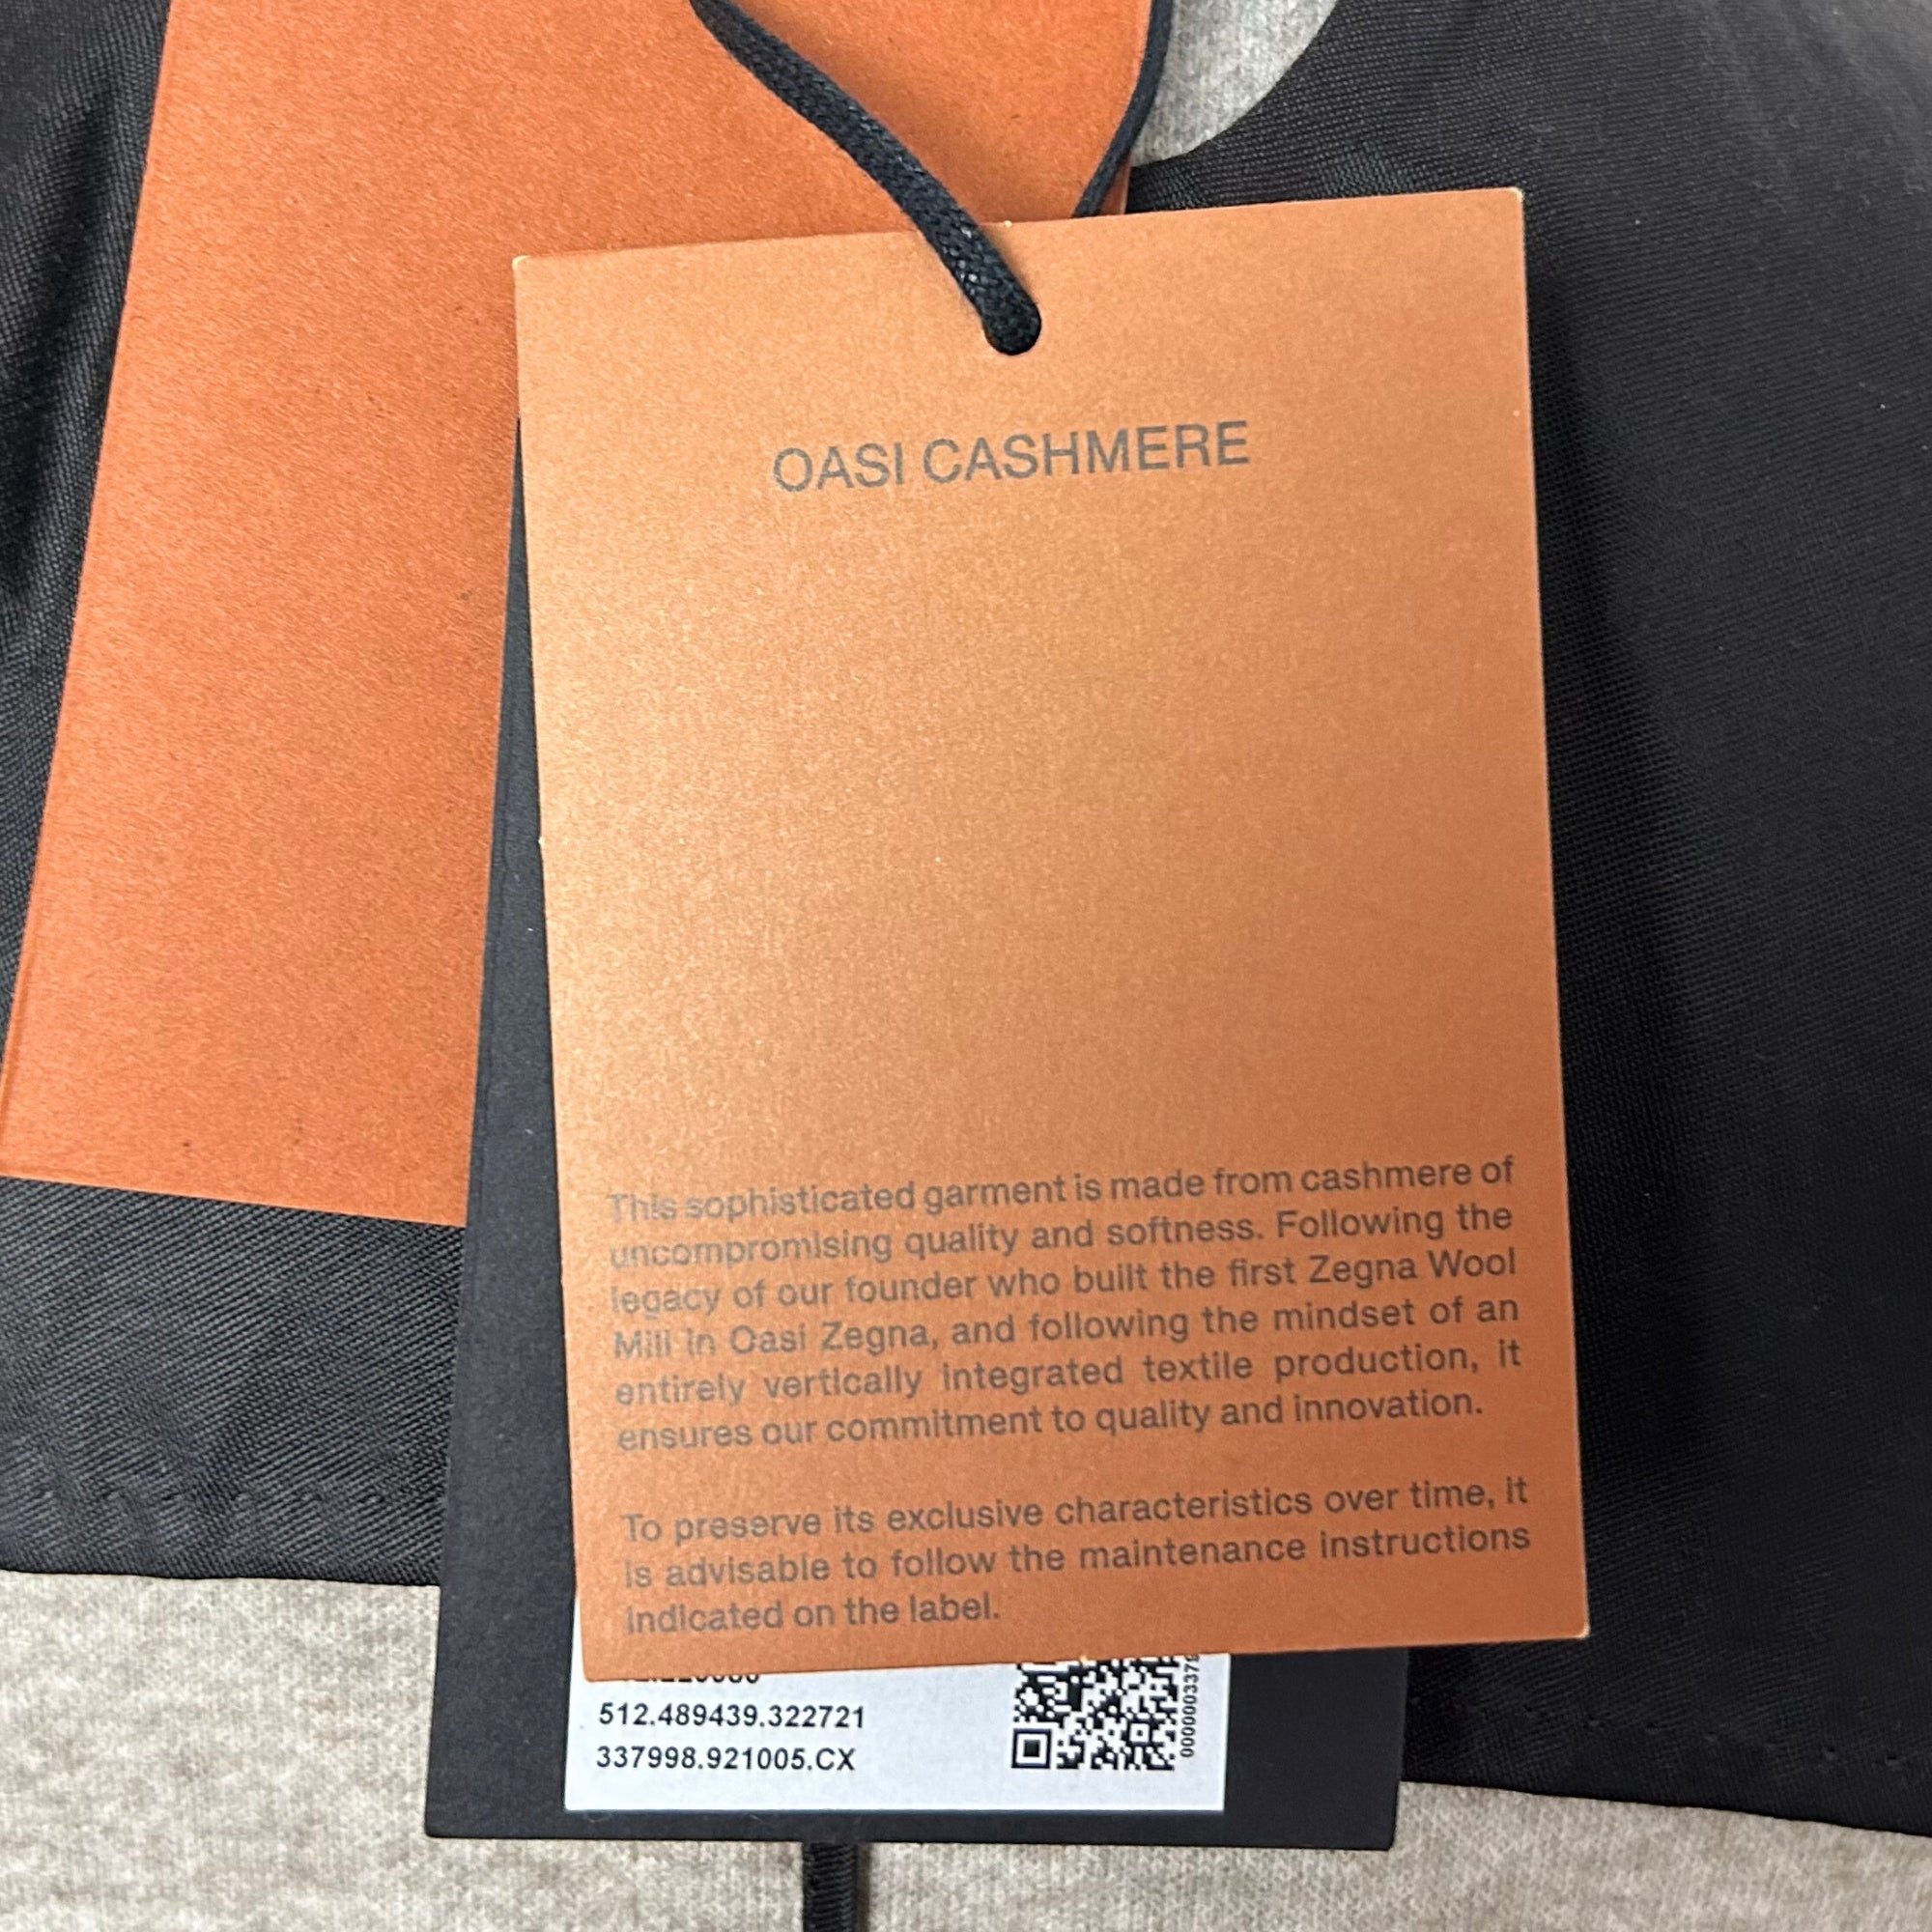 OASI CASHMERE
This sophisticated garment is made from cashmere of
uncompromising quality and softness. Following the
legacy of our founder who built the first Zegna Wool
Mill in Oasi Zegna, and following the mindset of an
entirely vertically integrated textile production, it
ensures our commitment to quality and innovation.
To preserve its exclusive characteristics over time, it
is advisable to follow the maintenance instructions
indicated on the label.
512.489439.322721
337998.921005.CX